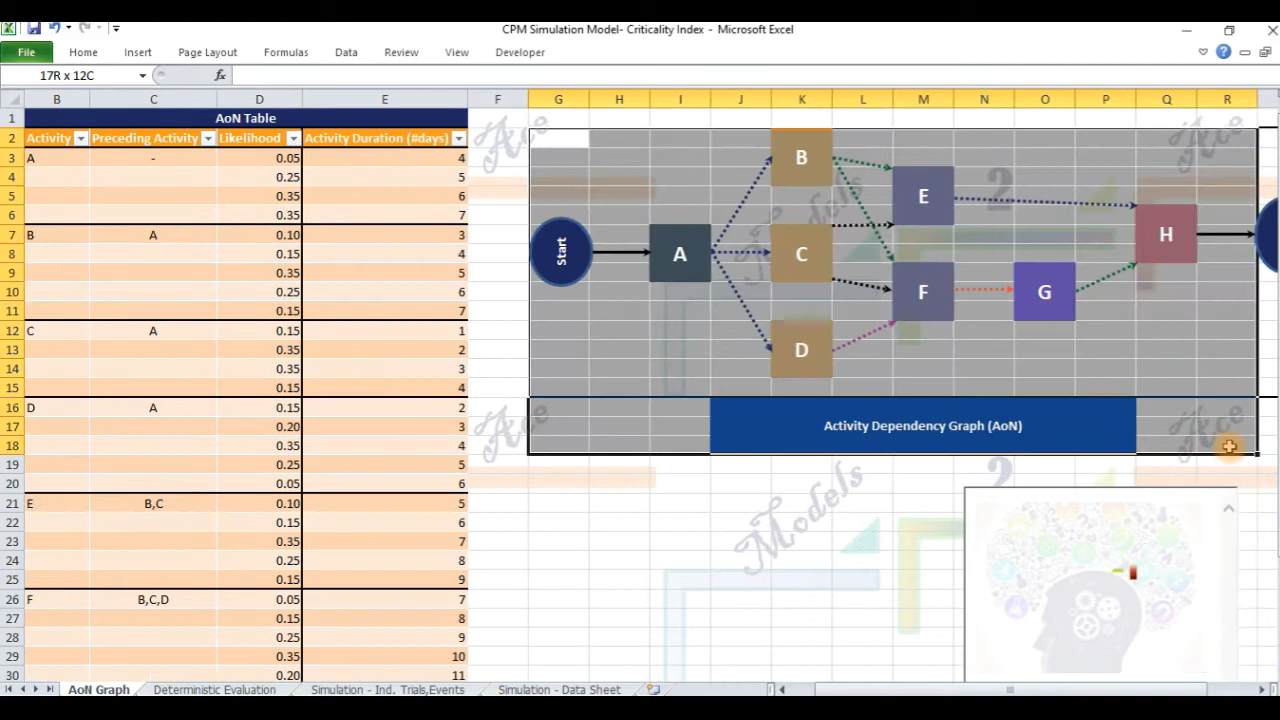 CPM Simulation Model- Criticality Index - Microsoft Excel
File Home Insert Page Layout Formulas Data Review View Developer
17R x 12C fx
B C D E F G H I J K L M N O P Q R
1 AoN Table
2 Activity Preceding Activity Likelihood Activity Duration (#days)
3 A - 0.05 4
4 0.25 5
5 0.35 6
6 0.35 7
7 B A 0.10 3
8 0.15 4
9 0.35 5
10 0.25 6
11 0.15 7
12 C A 0.15 1
13 0.35 2
14 0.35 3
15 0.15 4
16 D A 0.15 2
17 0.20 3
18 0.35 4
19 0.25 5
20 0.05 6
21 E B,C 0.10 5
22 0.15 6
23 0.35 7
24 0.25 8
25 0.15 9
26 F B,C,D 0.05 7
27 0.15 8
28 0.25 9
29 0.35 10
30 0.20 11
Start
A
B
C
D
E
F
G
H
Activity Dependency Graph (AoN)
Ace
Ace
2
Models
Ace
Ace
2
Models
AoN Graph Deterministic Evaluation Simulation - Ind. Trials,Events Simulation - Data Sheet